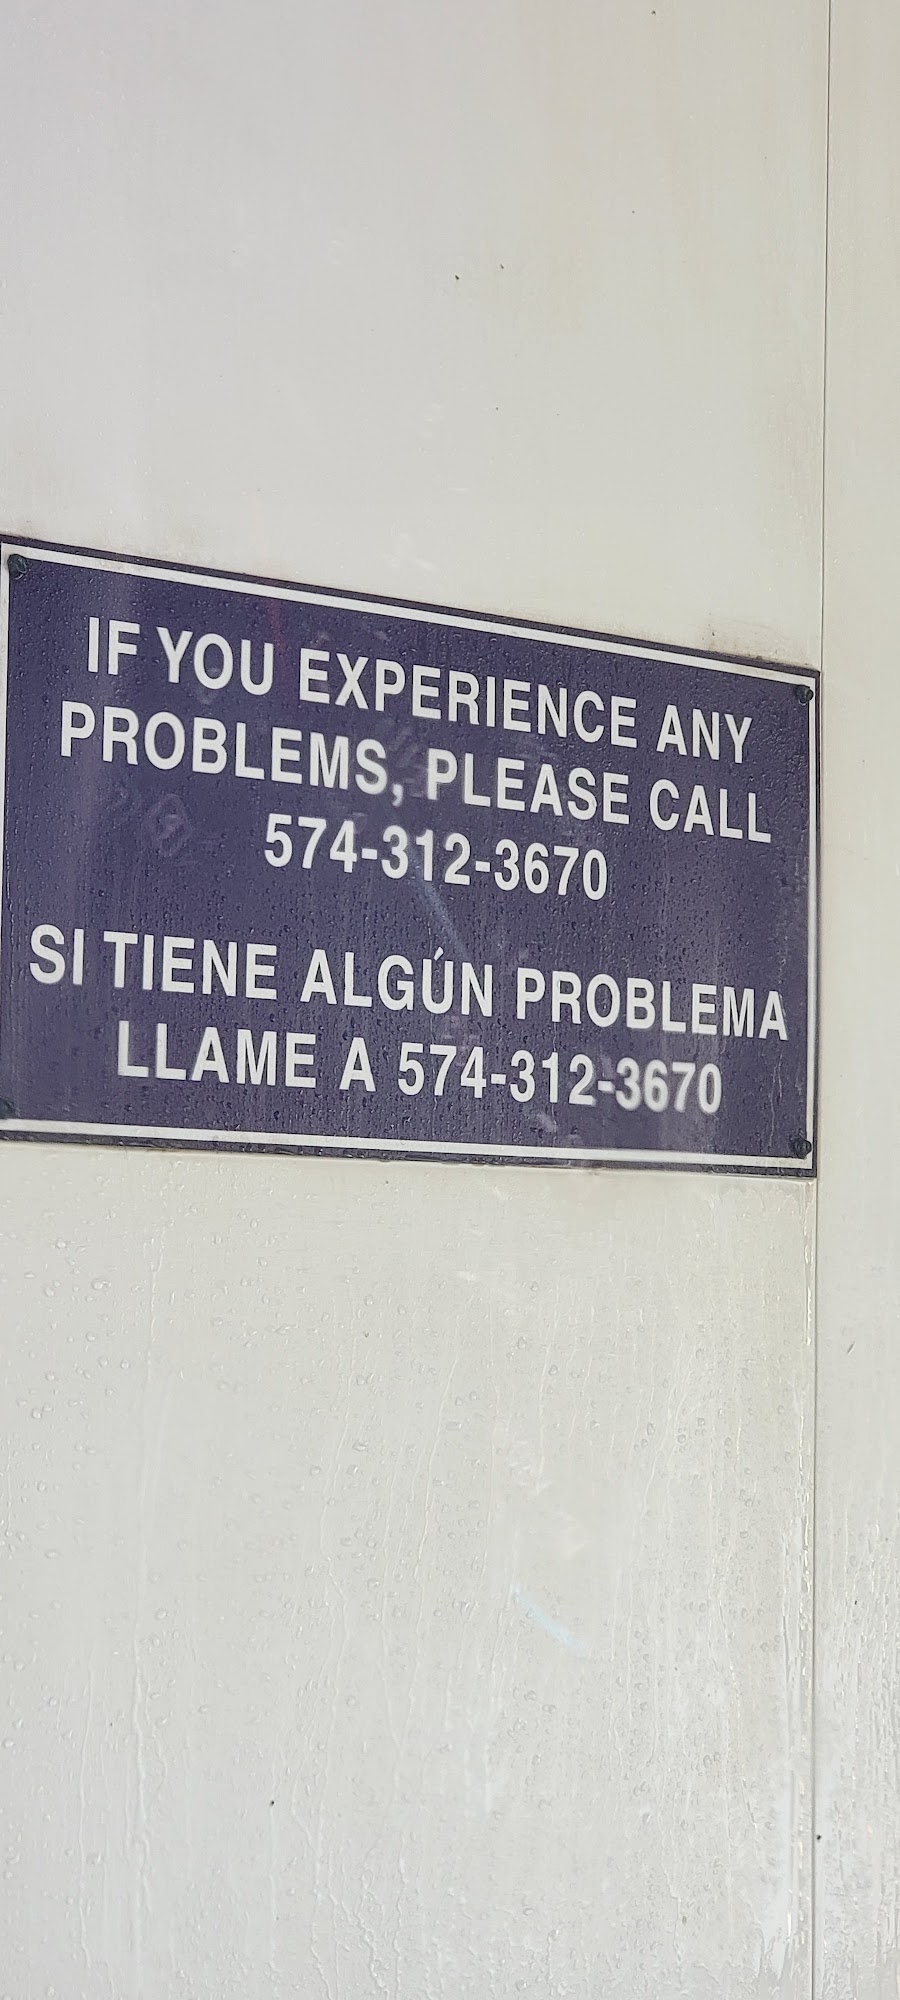 IF YOU EXPERIENCE ANY
PROBLEMS, PLEASE CALL
574-312-3670
SI TIENE ALGÚN PROBLEMA
LLAME A 574-312-3670